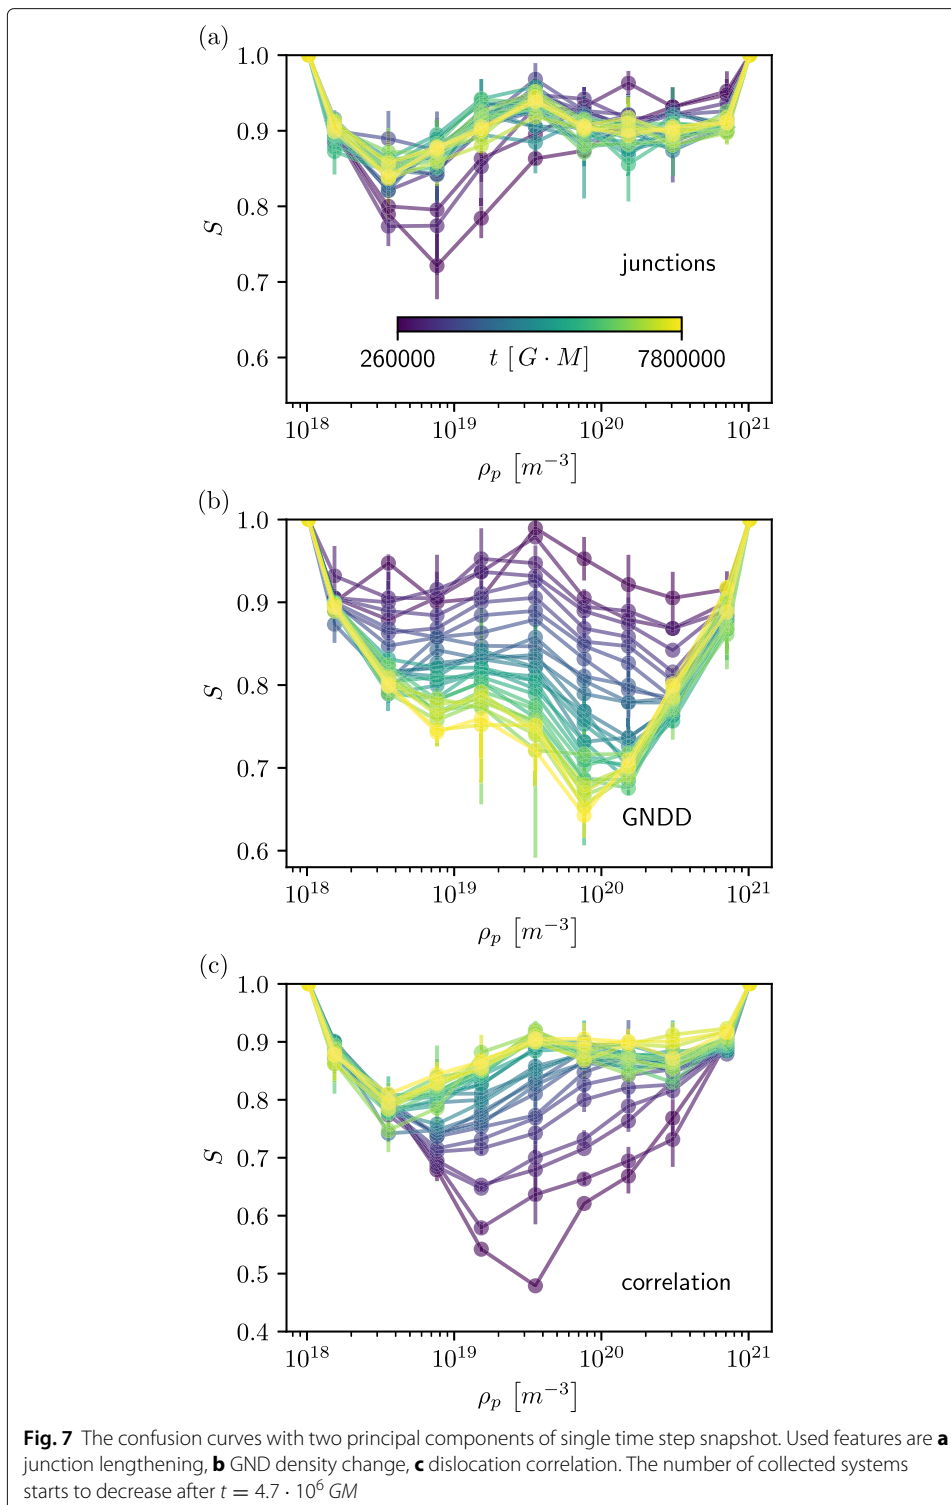 (a)
1.0
0.9
0.8
0.7
0.6
S
junctions
260000 t [G · M] 7800000
10^18 10^19 10^20 10^21
ρ_p [m^−3]
(b)
1.0
0.9
0.8
0.7
0.6
S
GNDD
10^18 10^19 10^20 10^21
ρ_p [m^−3]
(c)
1.0
0.9
0.8
0.7
0.6
0.5
0.4
S
correlation
10^18 10^19 10^20 10^21
ρ_p [m^−3]
Fig. 7 The confusion curves with two principal components of single time step snapshot. Used features are a
junction lengthening, b GND density change, c dislocation correlation. The number of collected systems
starts to decrease after t = 4.7 · 10^6 GM